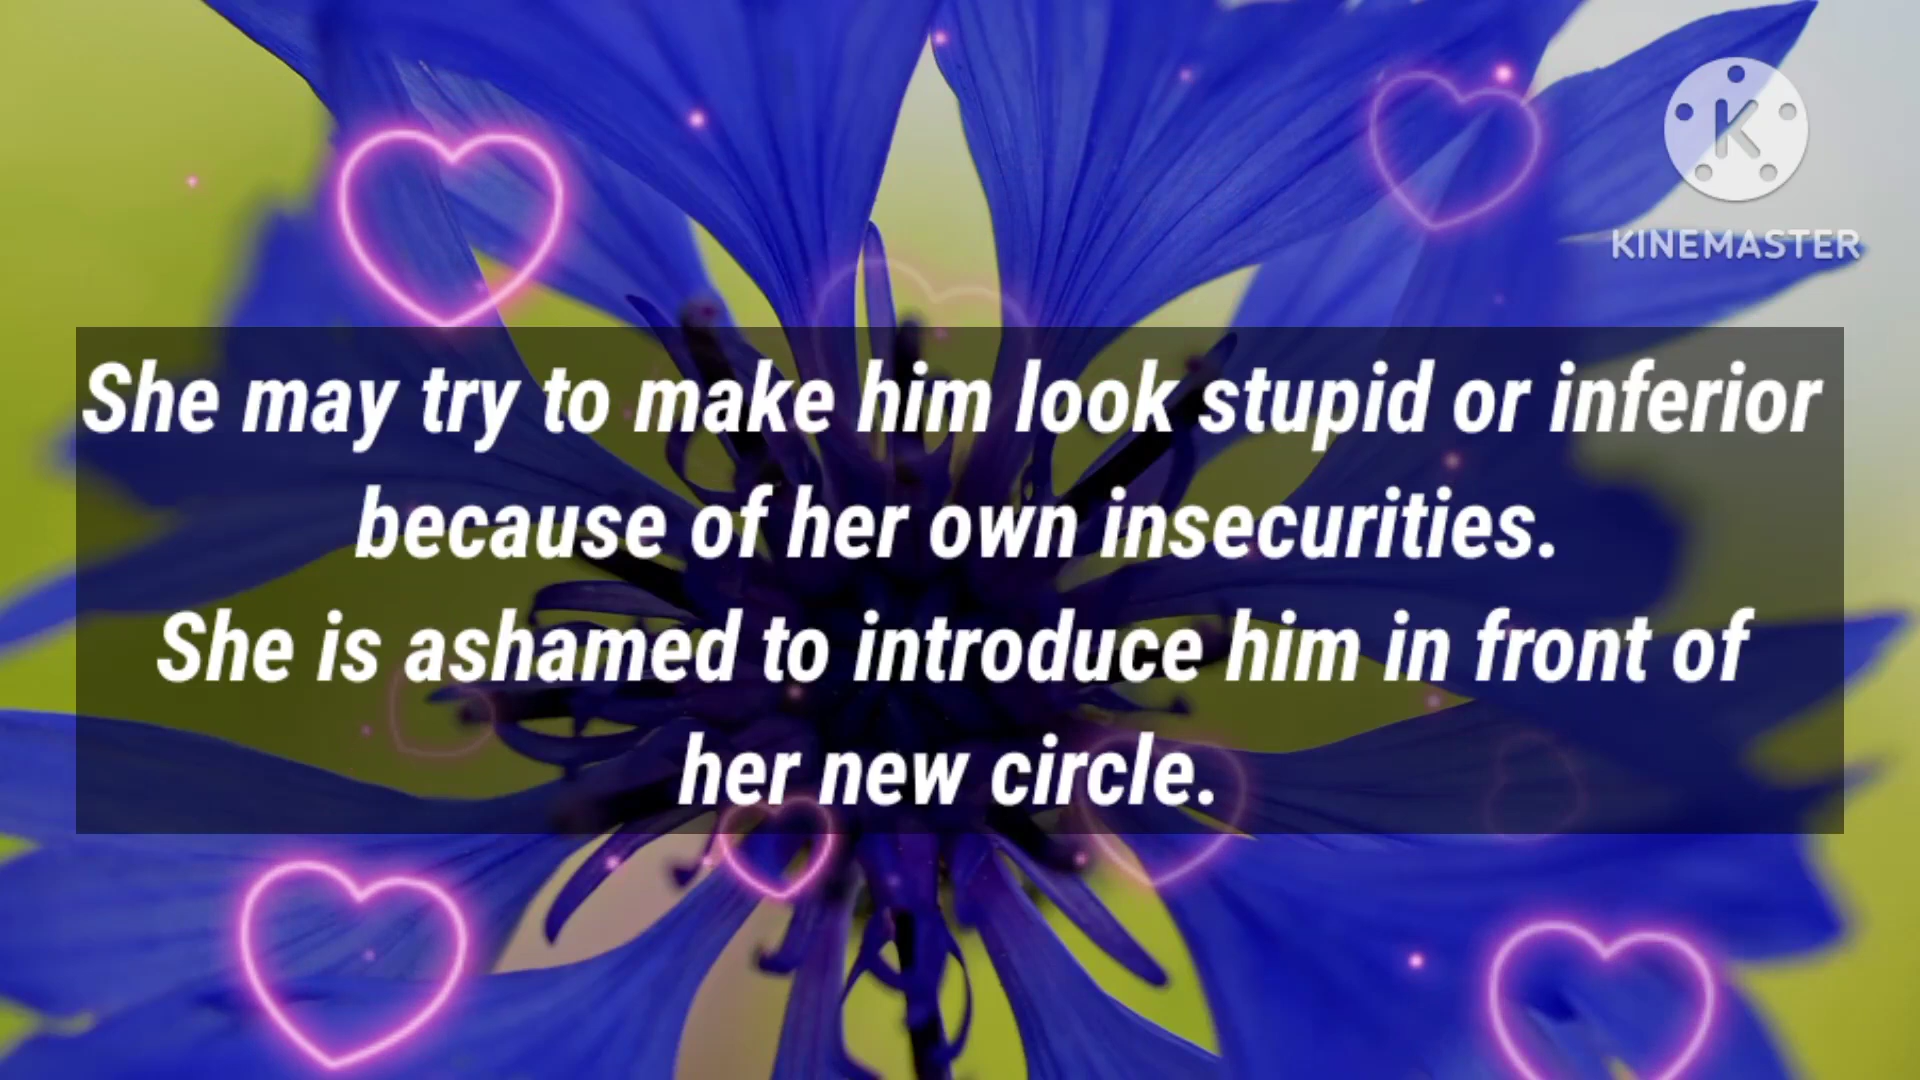 K
KINEMASTER
She may try to make him look stupid or inferior
because of her own insecurities.
She is ashamed to introduce him in front of
her new circle.